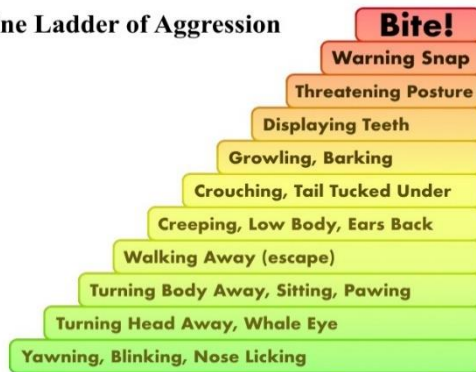 ne Ladder of Aggression
Bite!
Warning Snap
Threatening Posture
Displaying Teeth
Growling, Barking
Crouching, Tail Tucked Under
Creeping, Low Body, Ears Back
Walking Away (escape)
Turning Body Away, Sitting, Pawing
Turning Head Away, Whale Eye
Yawning, Blinking, Nose Licking